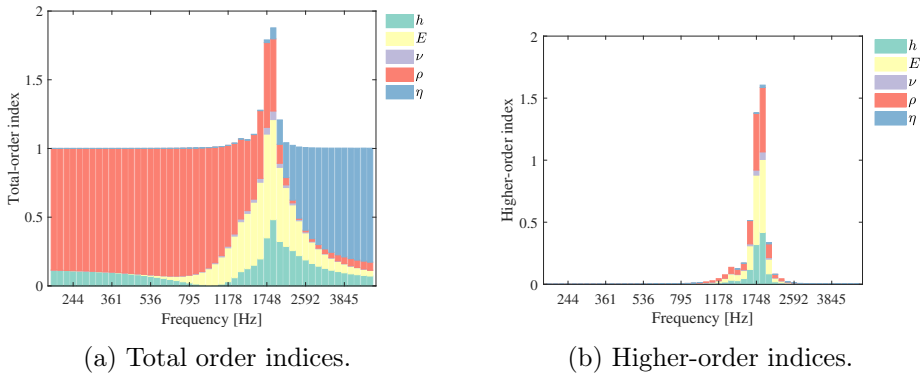 2
1.5
1
0.5
0
Total-order index
244 361 536 795 1178 1748 2592 3845
Frequency [Hz]
h
E
ν
ρ
η
(a) Total order indices.
2
1.5
1
0.5
0
Higher-order index
244 361 536 795 1178 1748 2592 3845
Frequency [Hz]
h
E
ν
ρ
η
(b) Higher-order indices.